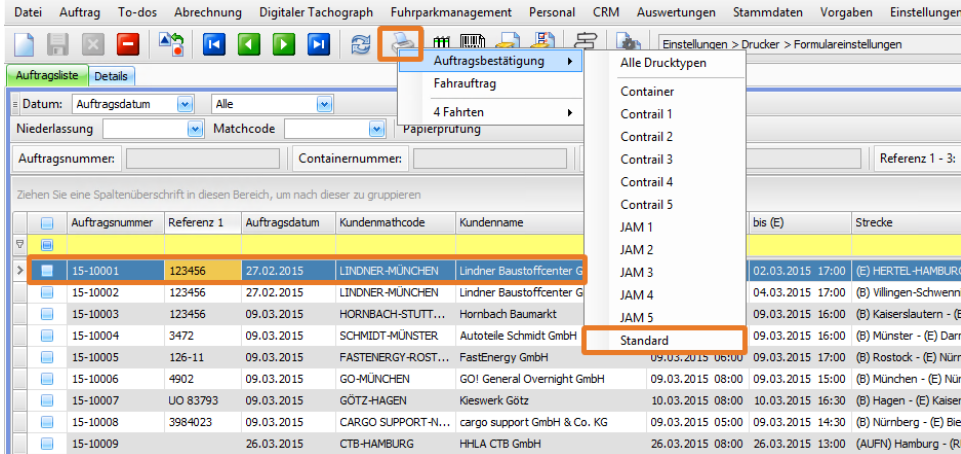 Datei Auftrag To-dos Abrechnung Digitaler Tachograph Fuhrparkmanagement Personal CRM Auswertungen Stammdaten Vorgaben Einstellungen
Einstellungen > Drucker > Formulareinstellungen
Auftragsbestätigung
Fahrauftrag
4 Fahrten
Alle Drucktypen
Container
Contrail 1
Contrail 2
Contrail 3
Contrail 4
Contrail 5
JAM 1
JAM 2
JAM 3
JAM 4
JAM 5
Standard
Auftragsliste Details
Datum: Auftragsdatum Alle
Niederlassung Matchcode Papierprüfung
Auftragsnummer: Containernummer: Referenz 1 - 3:
Ziehen Sie eine Spaltenüberschrift in diesen Bereich, um nach dieser zu gruppieren
Auftragsnummer Referenz 1 Auftragsdatum Kundenmathcode Kundenname bis (E) Strecke
15-10001 123456 27.02.2015 LINDNER-MÜNCHEN Lindner Baustoffcenter G 02.03.2015 17:00 (E) HERTEL-HAMBURG
15-10002 123456 27.02.2015 LINDNER-MÜNCHEN Lindner Baustoffcenter G 04.03.2015 17:00 (B) Villingen-Schwenni
15-10003 123456 09.03.2015 HORNBACH-STUTT... Hornbach Baumarkt 09.03.2015 16:00 (B) Kaiserslautern - (E
15-10004 3472 09.03.2015 SCHMIDT-MÜNSTER Autoteile Schmidt GmbH 09.03.2015 16:00 (B) Münster - (E) Darr
15-10005 126-11 09.03.2015 FASTENERGY-ROST... FastEnergy GmbH 09.03.2015 06:00 09.03.2015 17:00 (B) Rostock - (E) Nürn
15-10006 4902 09.03.2015 GO-MÜNCHEN GO! General Overnight GmbH 09.03.2015 08:00 09.03.2015 15:00 (B) München - (E) Nür
15-10007 UO 83793 09.03.2015 GÖTZ-HAGEN Kieswerk Götz 10.03.2015 08:00 10.03.2015 16:30 (B) Hagen - (E) Kaiser
15-10008 3984023 09.03.2015 CARGO SUPPORT-N... cargo support GmbH & Co. KG 09.03.2015 05:00 09.03.2015 14:30 (B) Nürnberg - (E) Bie
15-10009 26.03.2015 CTB-HAMBURG HHLA CTB GmbH 26.03.2015 08:00 26.03.2015 13:00 (AUFN) Hamburg - (R